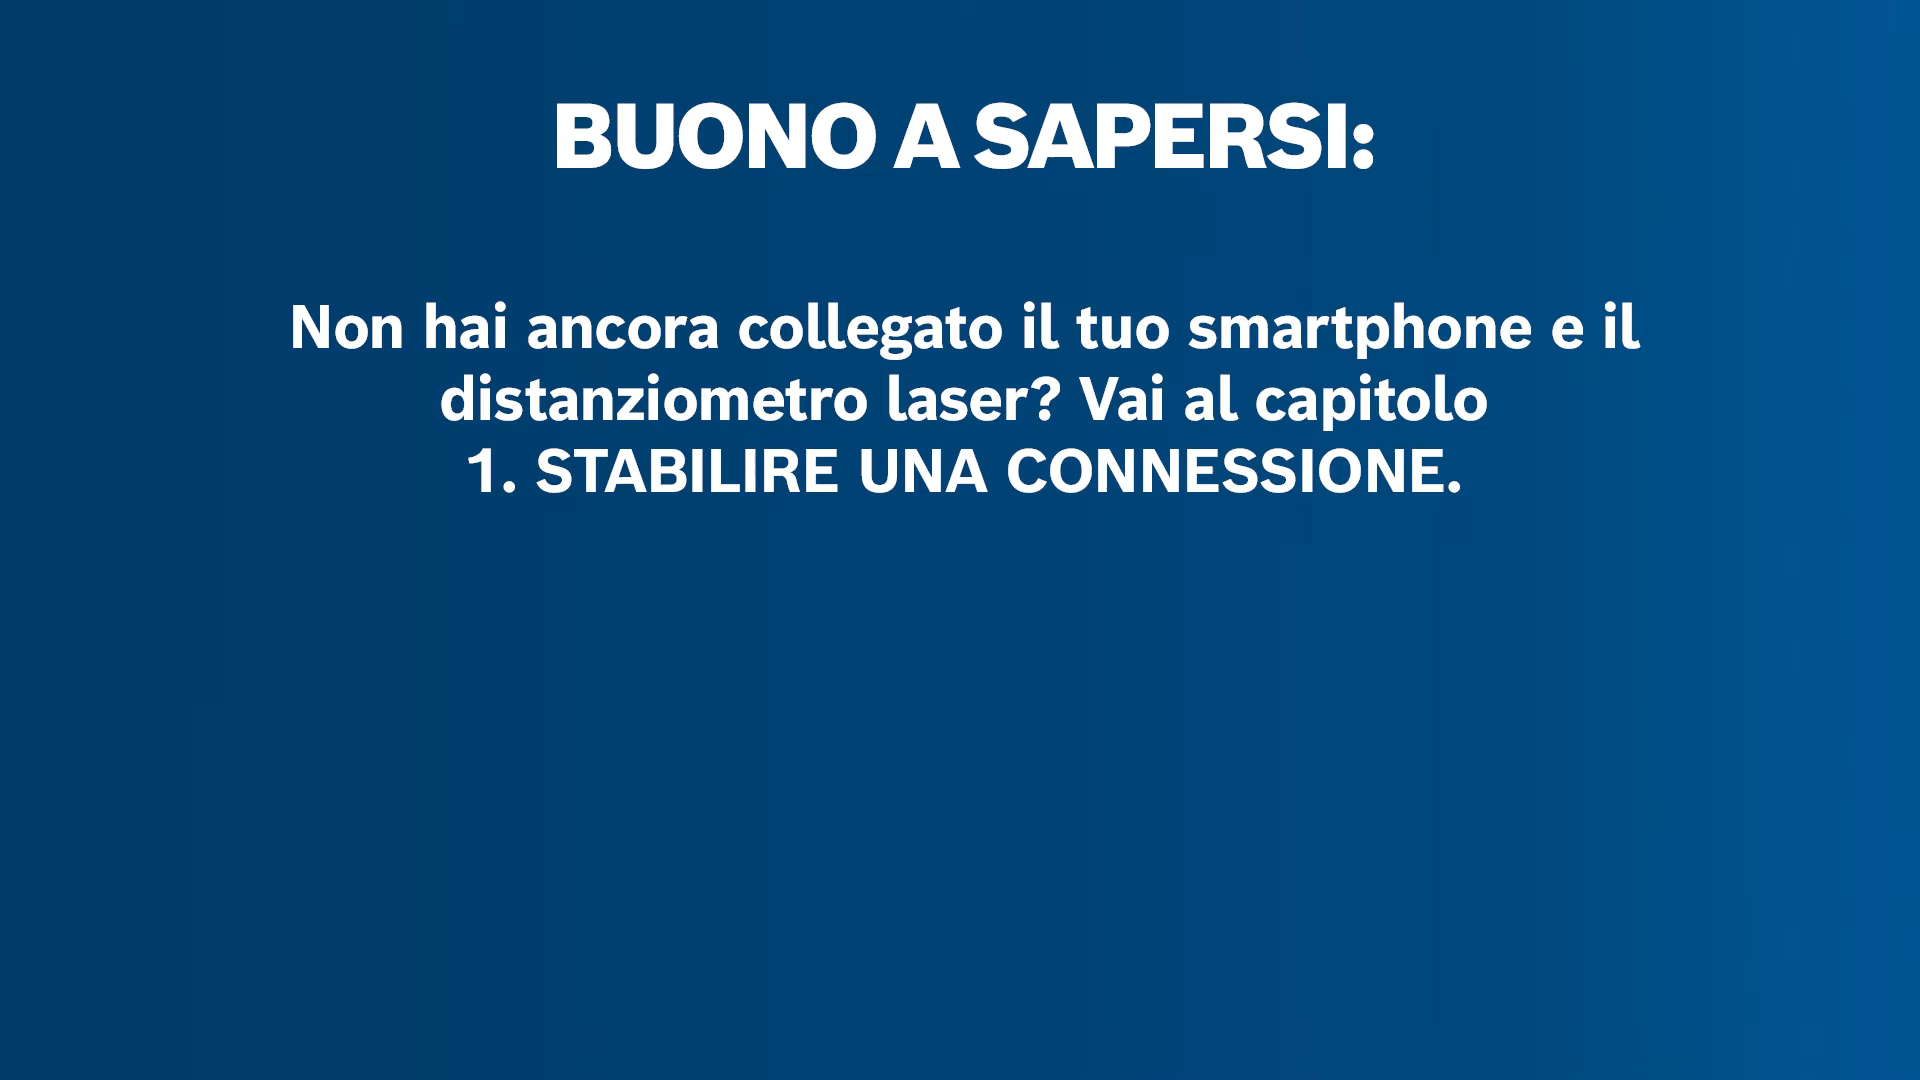 BUONO A SAPERSI:
Non hai ancora collegato il tuo smartphone e il
distanziometro laser? Vai al capitolo
1. STABILIRE UNA CONNESSIONE.